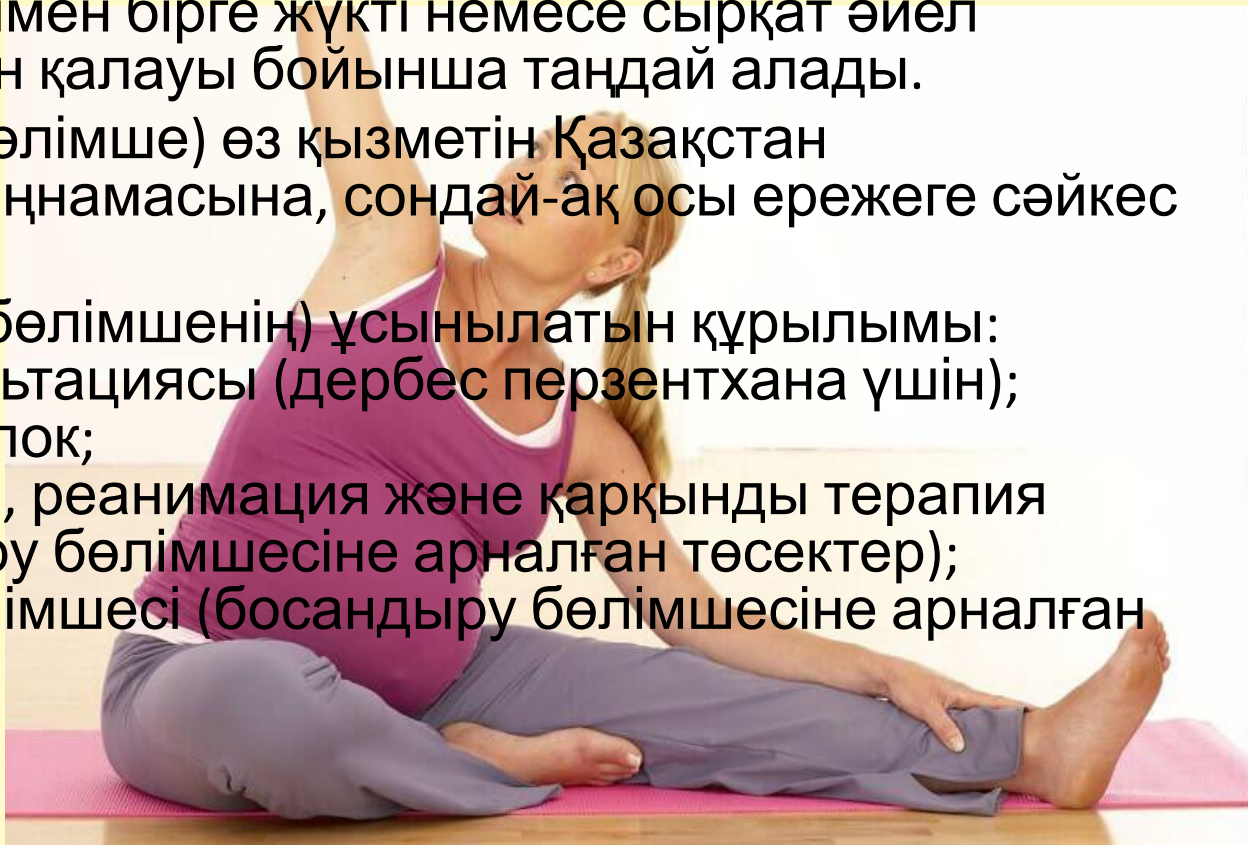 імен бірге жүкті немесе сырқат әйел
н қалауы бойынша таңдай алады.
өлімше) өз қызметін Қазақстан
ңнамасына, сондай-ақ осы ережеге сәйкес
бөлімшенің) ұсынылатын құрылымы:
ьтациясы (дербес перзентхана үшін);
лок;
, реанимация және қарқынды терапия
ру бөлімшесіне арналған төсектер);
імшесі (босандыру бөлімшесіне арналған